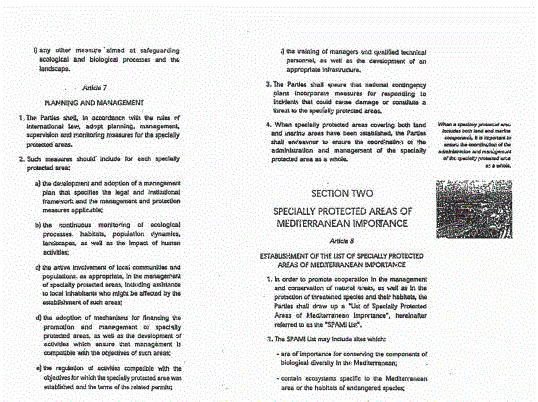 i) any other measure aimed at safeguarding
ecological and biological processes and the
landscape.
Article 7
PLANNING AND MANAGEMENT
1. The Parties shall, in accordance with the rules of
international law, adopt planning, management,
supervision and monitoring measures for the specially
protected areas.
2. Such measures should include for each specially
protected area:
a) the development and adoption of a management
plan that specifies the legal and institutional
framework and the management and protection
measures applicable;
b) the continuous monitoring of ecological
processes, habitats, population dynamics,
landscapes, as well as the impact of human
activities;
c) the active involvement of local communities and
populations, as appropriate, in the management
of specially protected areas, including assistance
to local inhabitants who might be affected by the
establishment of such areas;
d) the adoption of mechanisms for financing the
promotion and management of specially
protected areas, as well as the development of
activities which ensure that management is
compatible with the objectives of such areas;
e) the regulation of activities compatible with the
objectives for which the specially protected area was
established and the terms of the related permits;
the training of managers and qualified technical
personnel, as well as the development of an
appropriate infrastructure.
3. The Parties shall ensure that national contingency
plans incorporate measures for responding to
incidents that could cause damage or constitute a
threat to the specially protected areas.
4. When specially protected areas covering both land
and marine areas have been established, the Parties
shall endeavour to ensure the coordination of the
administration and management of the specially
protected area as a whole.
When a specially protected area
includes both land and marine
components, it is important to
ensure the coordination of the
administration and management
of the specially protected area
as a whole.
SECTION TWO
SPECIALLY PROTECTED AREAS OF
MEDITERRANEAN IMPORTANCE
Article 8
ESTABLISHMENT OF THE LIST OF SPECIALLY PROTECTED
AREAS OF MEDITERRANEAN IMPORTANCE
1. In order to promote cooperation in the management
and conservation of natural areas, as well as in the
protection of threatened species and their habitats, the
Parties shall draw up a "List of Specially Protected
Areas of Mediterranean Importance", hereinafter
referred to as the "SPAMI List".
2. The SPAMI List may include sites which:
- are of importance for conserving the components of
biological diversity in the Mediterranean;
- contain ecosystems specific to the Mediterranean
area or the habitats of endangered species;